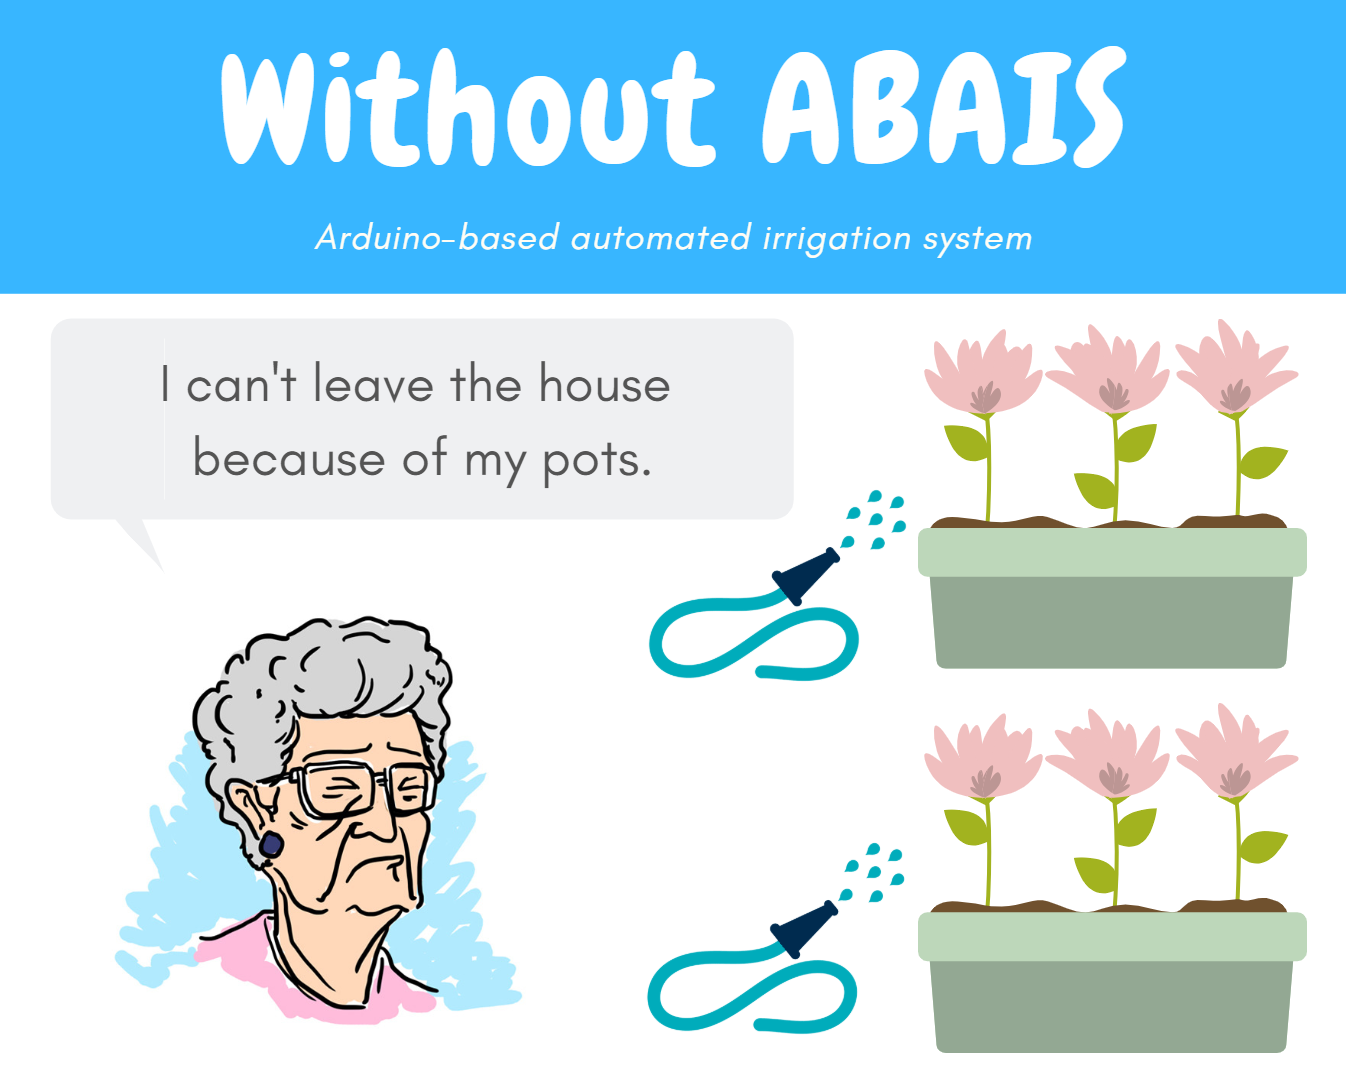 Without ABAIS
Arduino-based automated irrigation system
I can't leave the house
because of my pots.